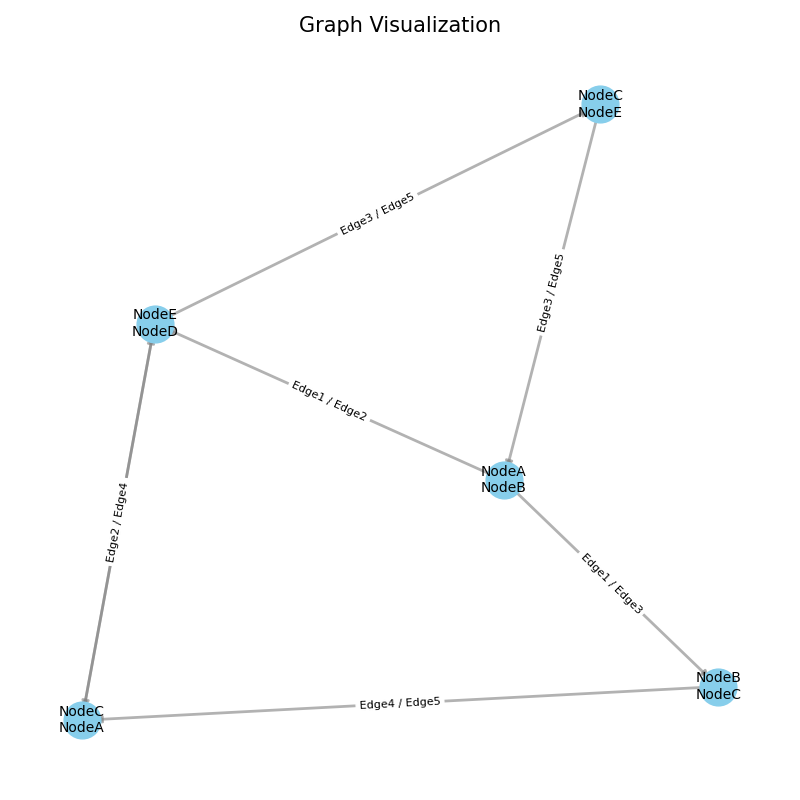 Graph Visualization
NodeC
NodeE
Edge3 / Edge5
Edge3 / Edge5
NodeE
NodeD
Edge1 / Edge2
NodeA
NodeB
Edge2 / Edge4
Edge1 / Edge3
NodeB
NodeC
Edge4 / Edge5
NodeC
NodeA